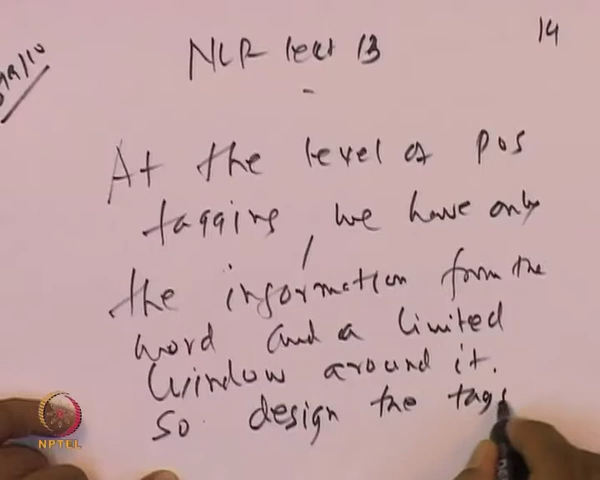 14
NLP lect 13
At the level of pos
tagging, we have only
the information form the
word and a limited
window around it.
so design the tags
NPTEL